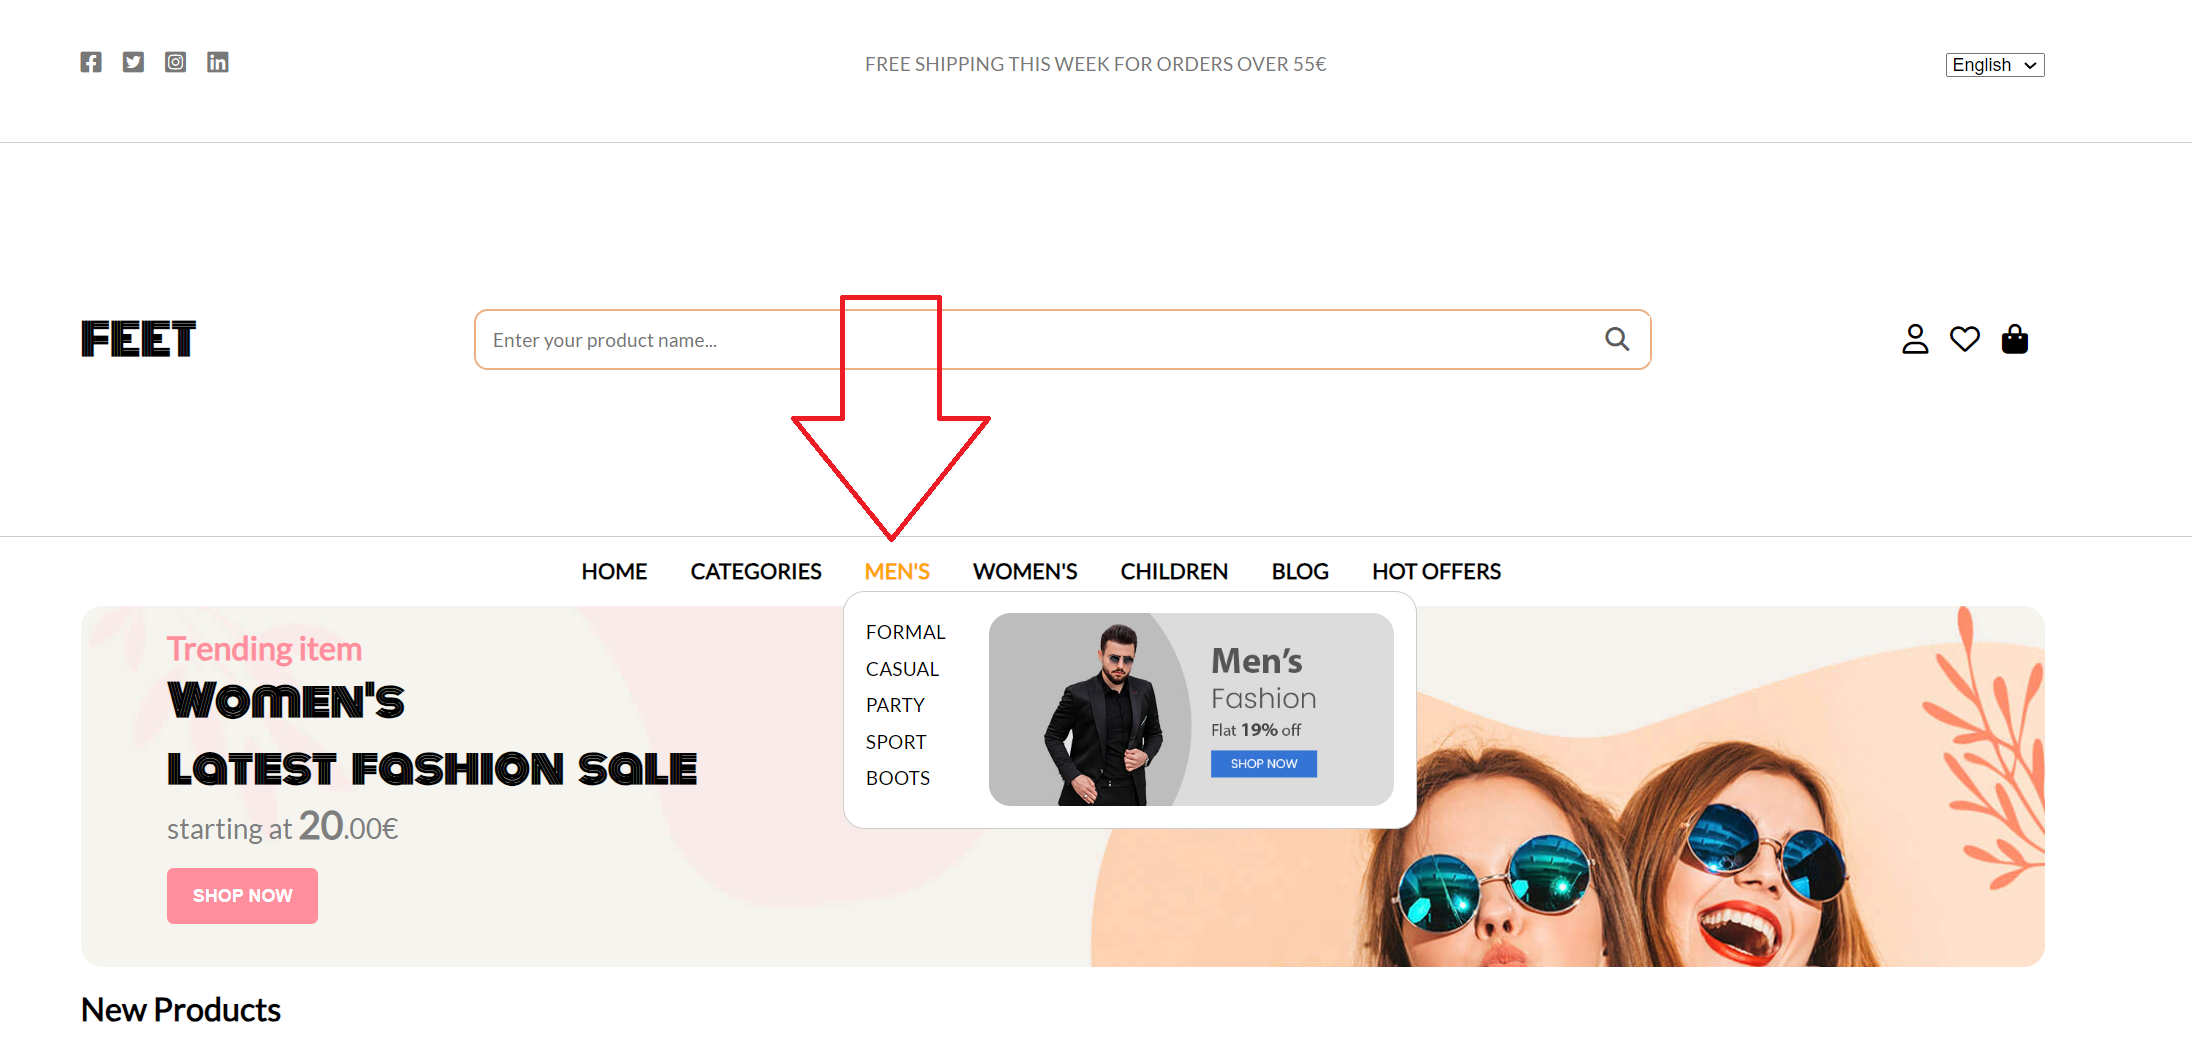 FREE SHIPPING THIS WEEK FOR ORDERS OVER 55€
English
FEET
Enter your product name...
HOME CATEGORIES MEN'S WOMEN'S CHILDREN BLOG HOT OFFERS
Trending item
WOMEN'S
LATEST FASHION SALE
starting at 20.00€
SHOP NOW
FORMAL
CASUAL
PARTY
SPORT
BOOTS
Men's
Fashion
Flat 19% off
SHOP NOW
New Products